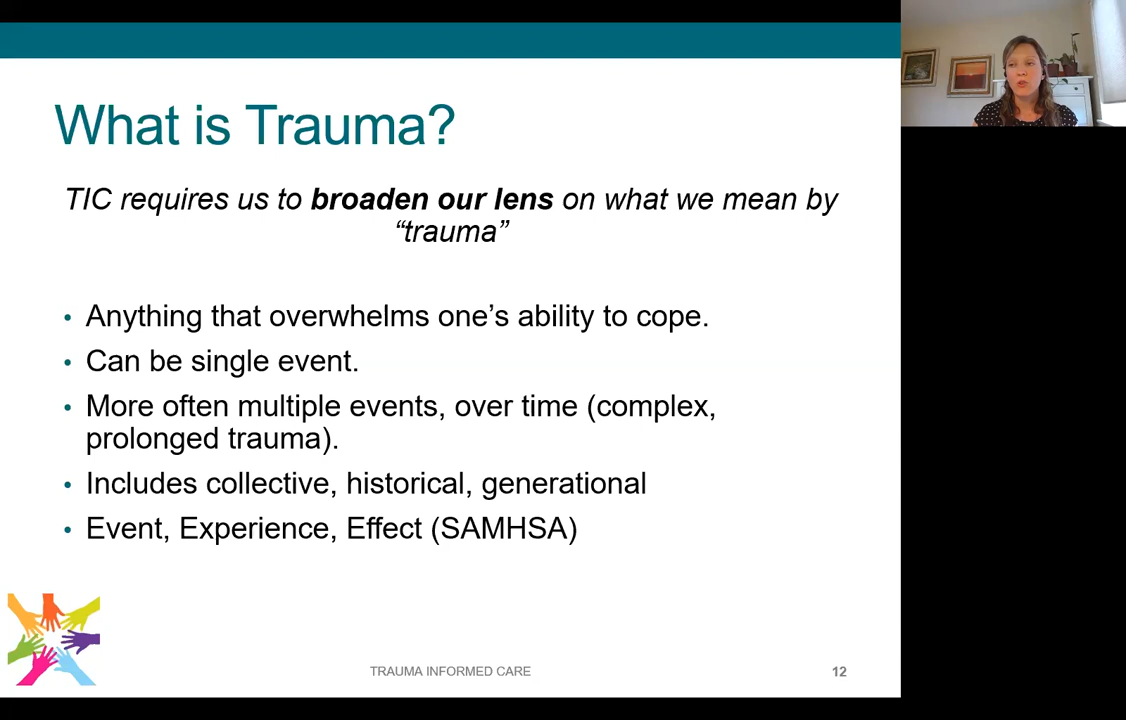 What is Trauma?
TIC requires us to broaden our lens on what we mean by
“trauma”
• Anything that overwhelms one’s ability to cope.
• Can be single event.
• More often multiple events, over time (complex,
prolonged trauma).
• Includes collective, historical, generational
• Event, Experience, Effect (SAMHSA)
TRAUMA INFORMED CARE
12